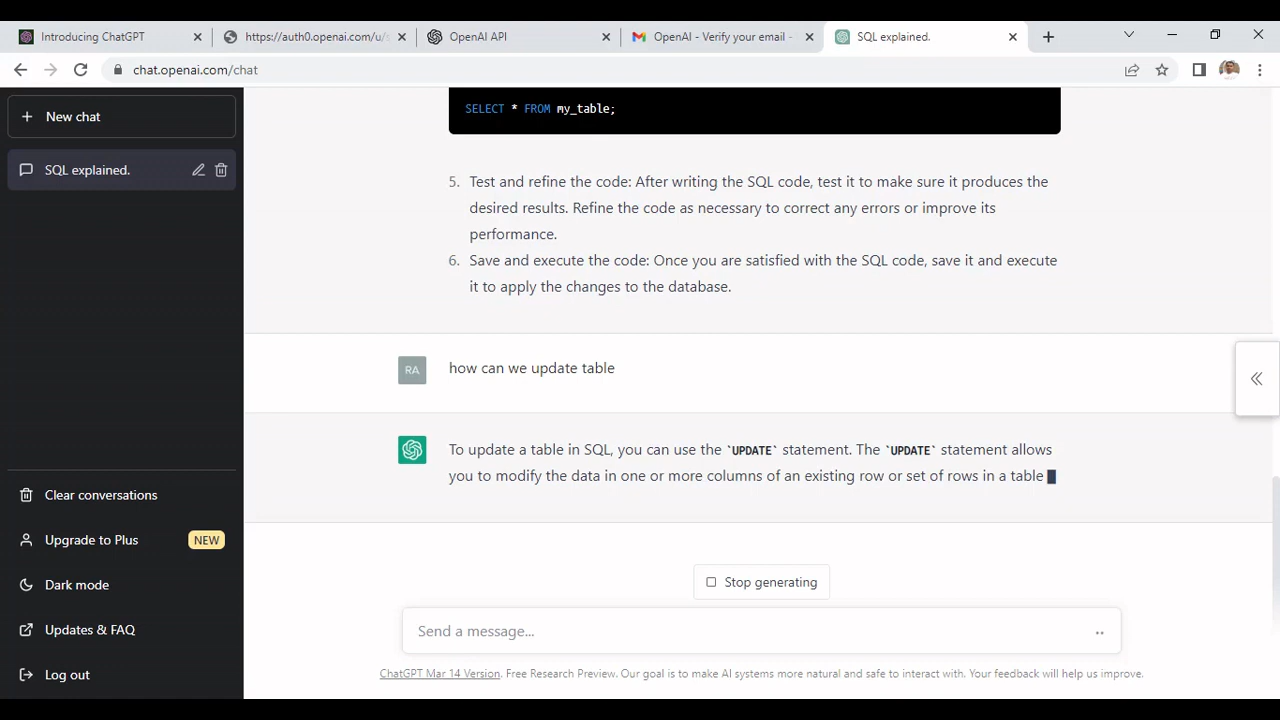 Introducing ChatGPT
https://auth0.openai.com/u/s
OpenAI API
OpenAI - Verify your email -
SQL explained.
chat.openai.com/chat
New chat
SQL explained.
Clear conversations
Upgrade to Plus
NEW
Dark mode
Updates & FAQ
Log out
SELECT * FROM my_table;
5. Test and refine the code: After writing the SQL code, test it to make sure it produces the
desired results. Refine the code as necessary to correct any errors or improve its
performance.
6. Save and execute the code: Once you are satisfied with the SQL code, save it and execute
it to apply the changes to the database.
RA
how can we update table
To update a table in SQL, you can use the `UPDATE` statement. The `UPDATE` statement allows
you to modify the data in one or more columns of an existing row or set of rows in a table
Stop generating
Send a message...
ChatGPT Mar 14 Version. Free Research Preview. Our goal is to make AI systems more natural and safe to interact with. Your feedback will help us improve.